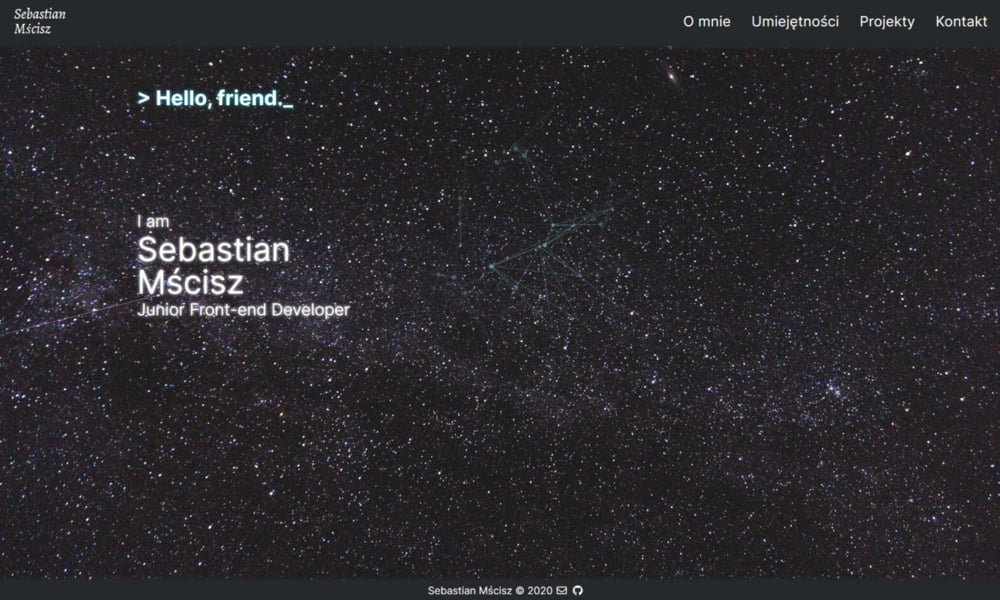 Sebastian
Mścisz
O mnie Umiejętności Projekty Kontakt
> Hello, friend._
I am
Sebastian
Mścisz
Junior Front-end Developer
Sebastian Mścisz © 2020